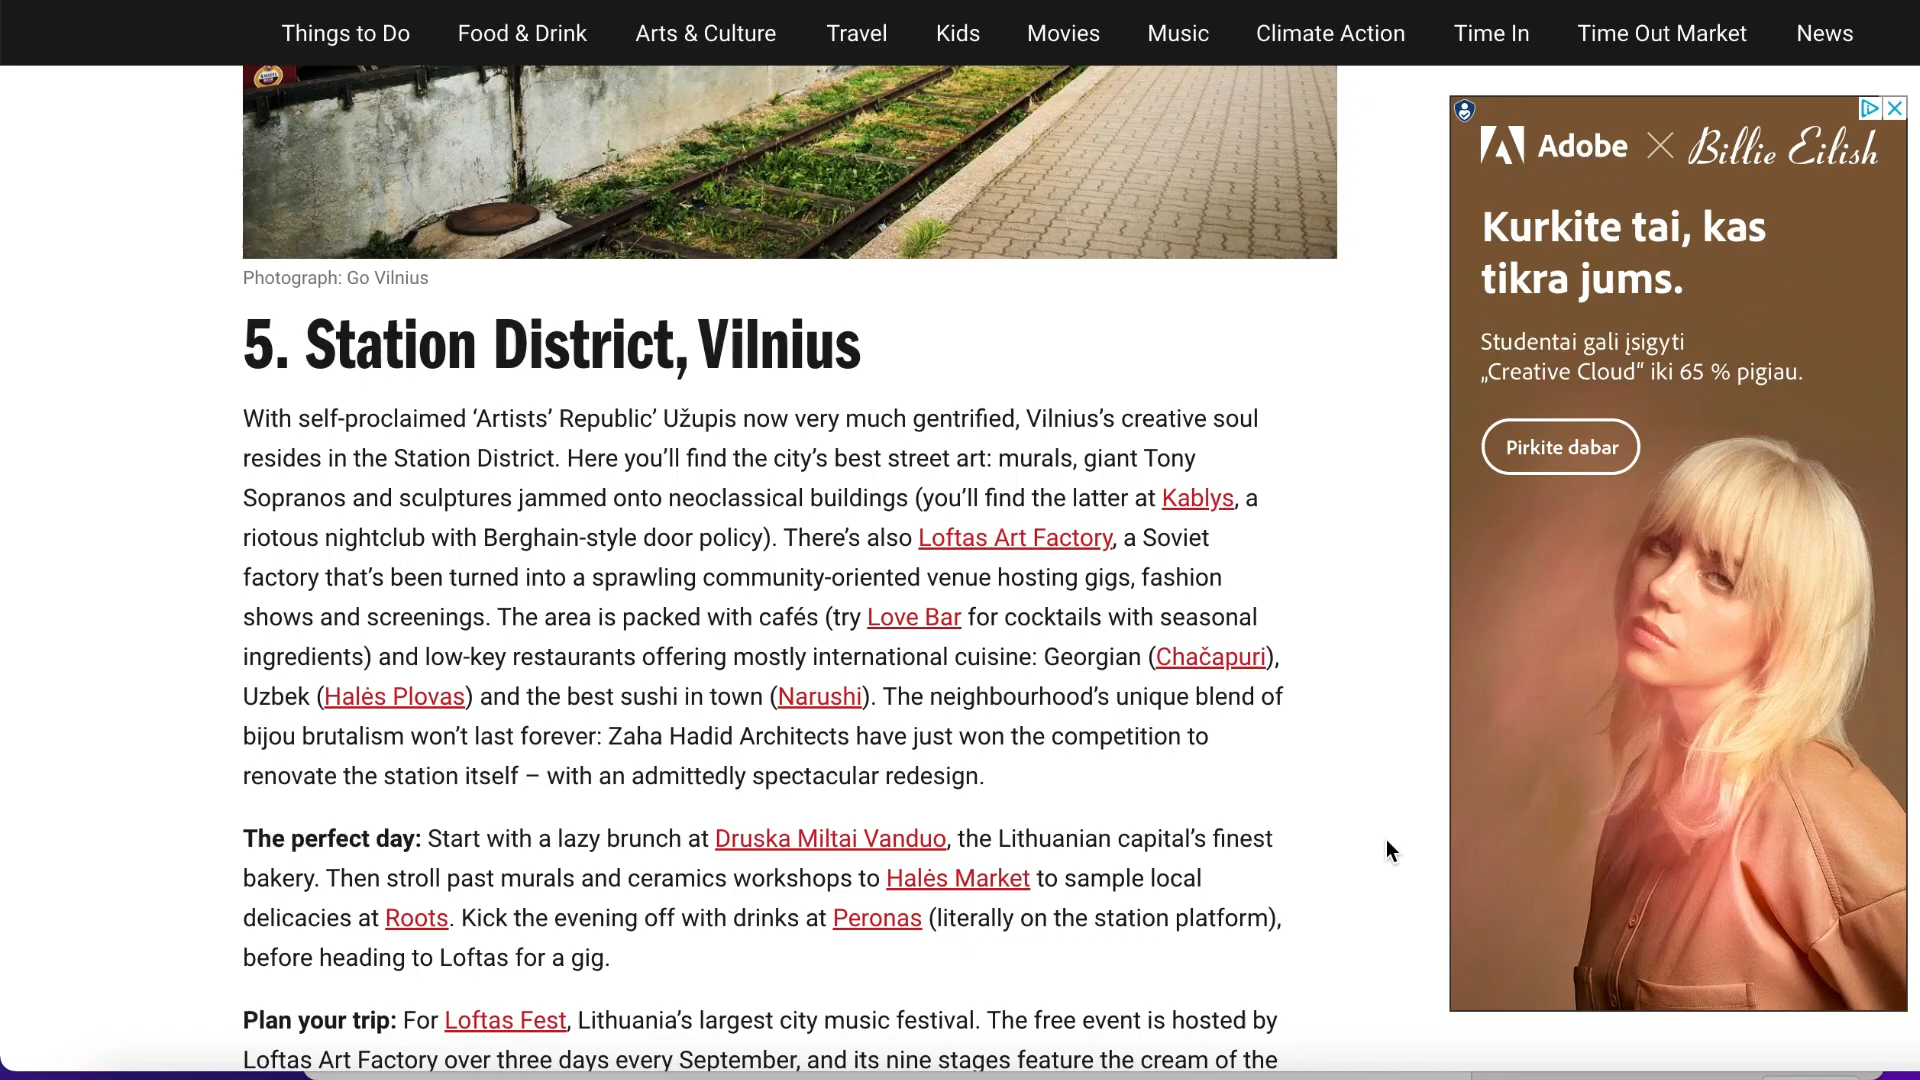 Things to Do Food & Drink Arts & Culture Travel Kids Movies Music Climate Action Time In Time Out Market News
Photograph: Go Vilnius
5. Station District, Vilnius
With self-proclaimed ‘Artists’ Republic’ Užupis now very much gentrified, Vilnius’s creative soul
resides in the Station District. Here you’ll find the city’s best street art: murals, giant Tony
Sopranos and sculptures jammed onto neoclassical buildings (you’ll find the latter at Kablys, a
riotous nightclub with Berghain-style door policy). There’s also Loftas Art Factory, a Soviet
factory that’s been turned into a sprawling community-oriented venue hosting gigs, fashion
shows and screenings. The area is packed with cafés (try Love Bar for cocktails with seasonal
ingredients) and low-key restaurants offering mostly international cuisine: Georgian (Chačapuri),
Uzbek (Halės Plovas) and the best sushi in town (Narushi). The neighbourhood’s unique blend of
bijou brutalism won’t last forever: Zaha Hadid Architects have just won the competition to
renovate the station itself – with an admittedly spectacular redesign.
The perfect day: Start with a lazy brunch at Druska Miltai Vanduo, the Lithuanian capital’s finest
bakery. Then stroll past murals and ceramics workshops to Halės Market to sample local
delicacies at Roots. Kick the evening off with drinks at Peronas (literally on the station platform),
before heading to Loftas for a gig.
Plan your trip: For Loftas Fest, Lithuania’s largest city music festival. The free event is hosted by
Loftas Art Factory over three days every September, and its nine stages feature the cream of the
Adobe × Billie Eilish
Kurkite tai, kas
tikra jums.
Studentai gali įsigyti
„Creative Cloud“ iki 65 % pigiau.
Pirkite dabar